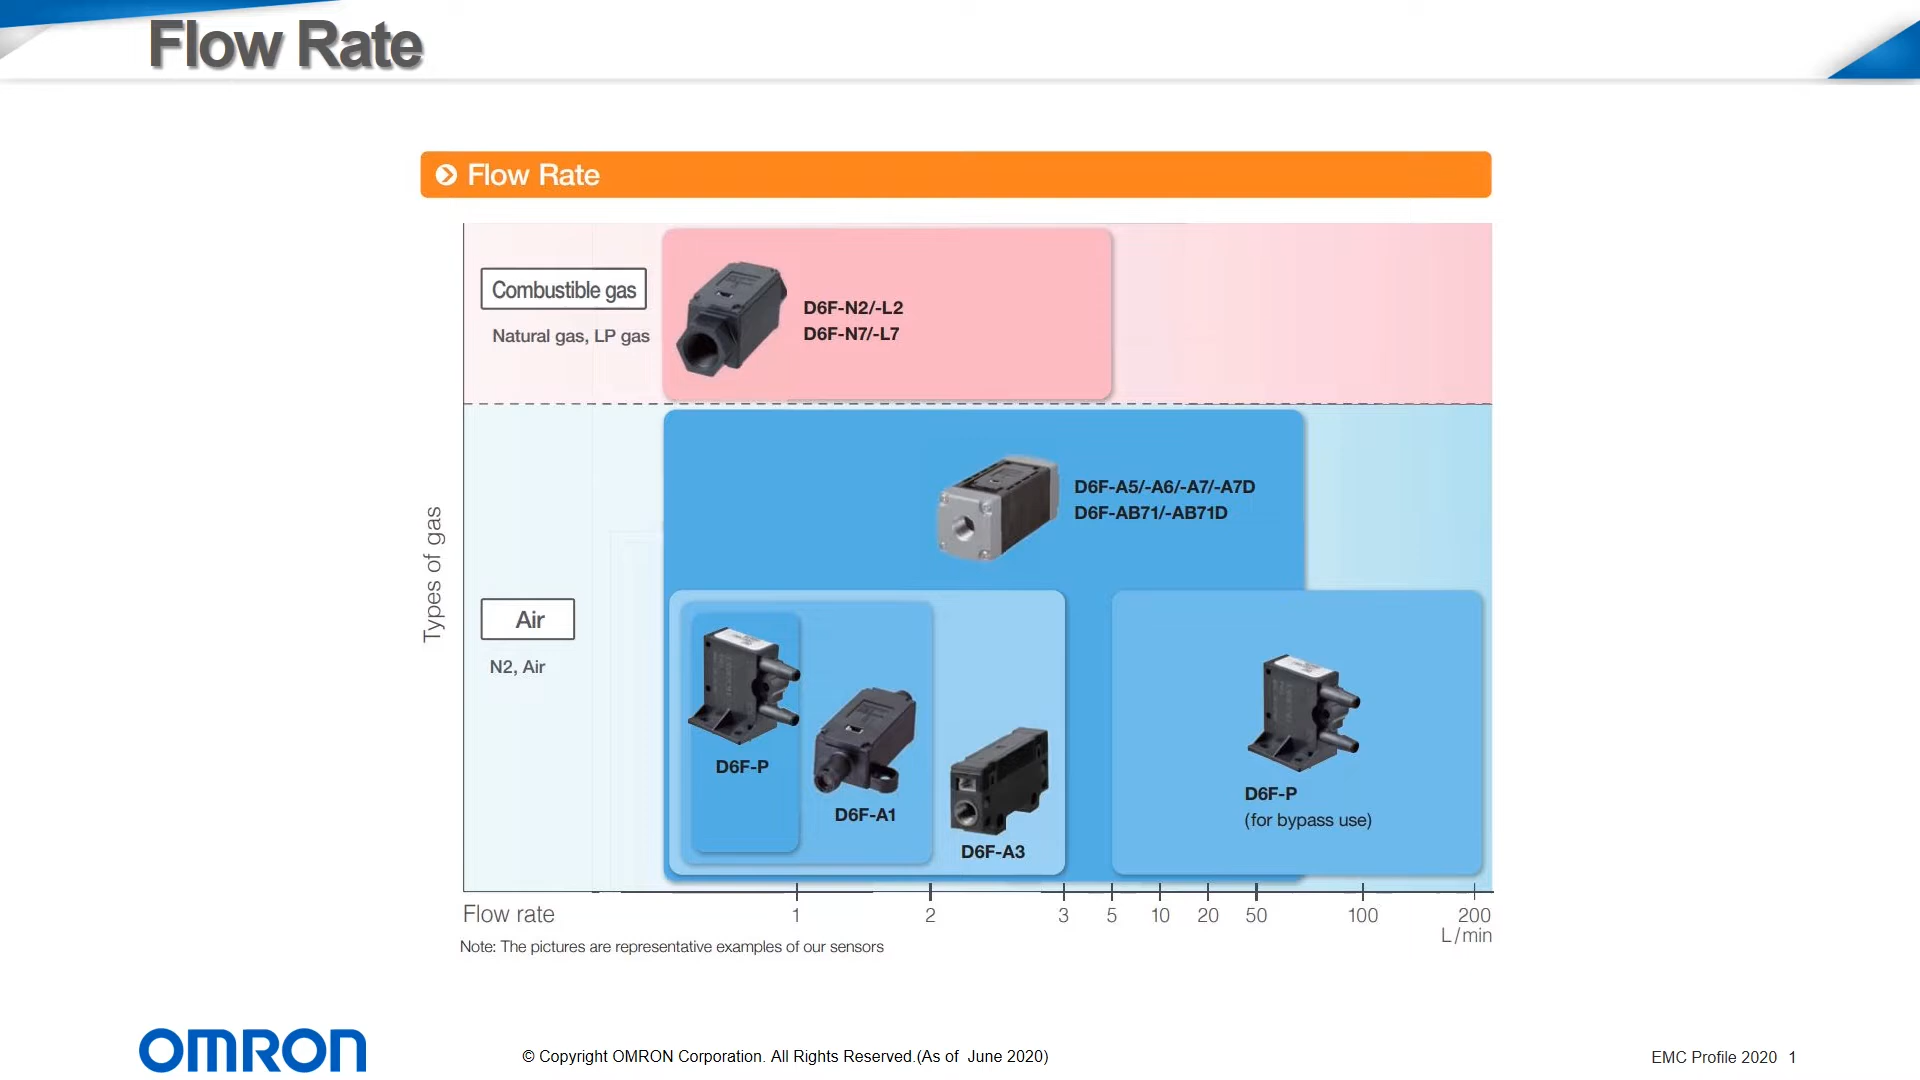 Flow Rate
Flow Rate
Combustible gas
Natural gas, LP gas
D6F-N2/-L2
D6F-N7/-L7
Types of gas
D6F-A5/-A6/-A7/-A7D
D6F-AB71/-AB71D
Air
N2, Air
D6F-P
D6F-A1
D6F-A3
D6F-P
(for bypass use)
Flow rate 1 2 3 5 10 20 50 100 200
L/min
Note: The pictures are representative examples of our sensors
OMRON
© Copyright OMRON Corporation. All Rights Reserved.(As of June 2020)
EMC Profile 2020 1